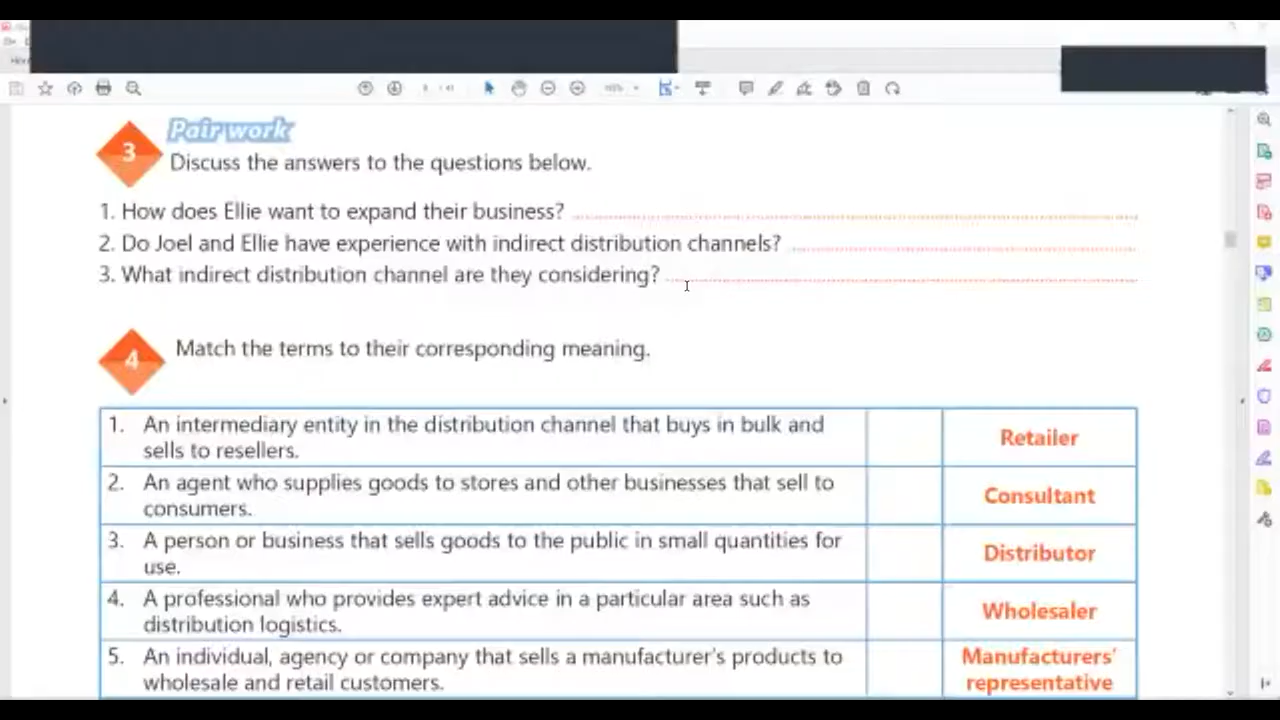 3
Pair work
Discuss the answers to the questions below.
1. How does Ellie want to expand their business?
2. Do Joel and Ellie have experience with indirect distribution channels?
3. What indirect distribution channel are they considering?
4
Match the terms to their corresponding meaning.
1. An intermediary entity in the distribution channel that buys in bulk and
sells to resellers.
Retailer
2. An agent who supplies goods to stores and other businesses that sell to
consumers.
Consultant
3. A person or business that sells goods to the public in small quantities for
use.
Distributor
4. A professional who provides expert advice in a particular area such as
distribution logistics.
Wholesaler
5. An individual, agency or company that sells a manufacturer's products to
wholesale and retail customers.
Manufacturers'
representative